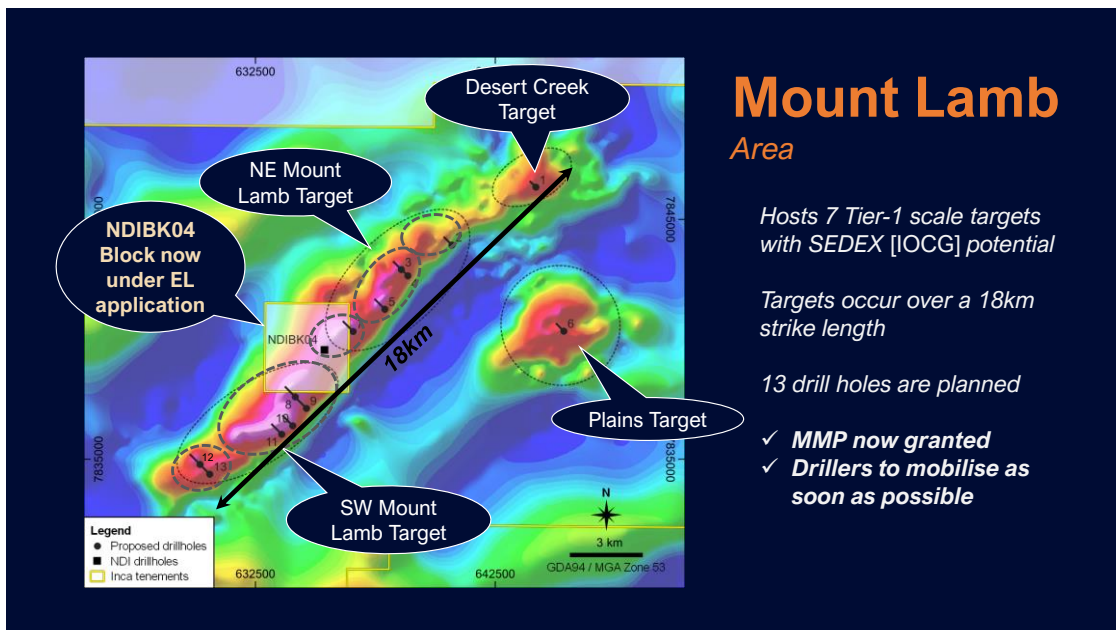 Mount Lamb
Area
Hosts 7 Tier-1 scale targets
with SEDEX [IOCG] potential
Targets occur over a 18km
strike length
13 drill holes are planned
✓ MMP now granted
✓ Drillers to mobilise as
soon as possible
632500
Desert Creek
Target
NE Mount
Lamb Target
NDIBK04
Block now
under EL
application
7845000
1
2
3
5
6
NDIBK04
18km
Plains Target
8
9
10
11
12
13
7835000
7835000
SW Mount
Lamb Target
N
3 km
GDA94 / MGA Zone 53
Legend
Proposed drillholes
NDI drillholes
Inca tenements
632500
642500